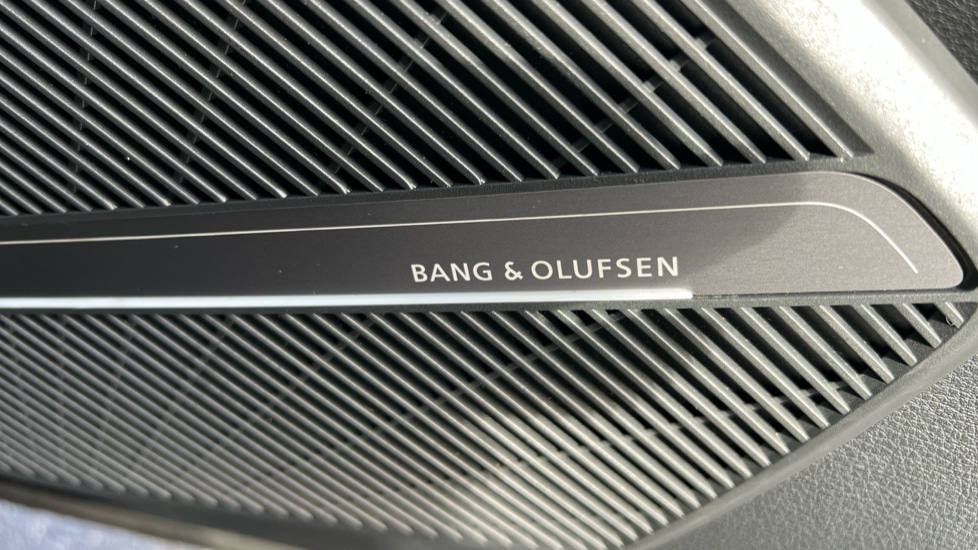 BANG & OLUFSEN